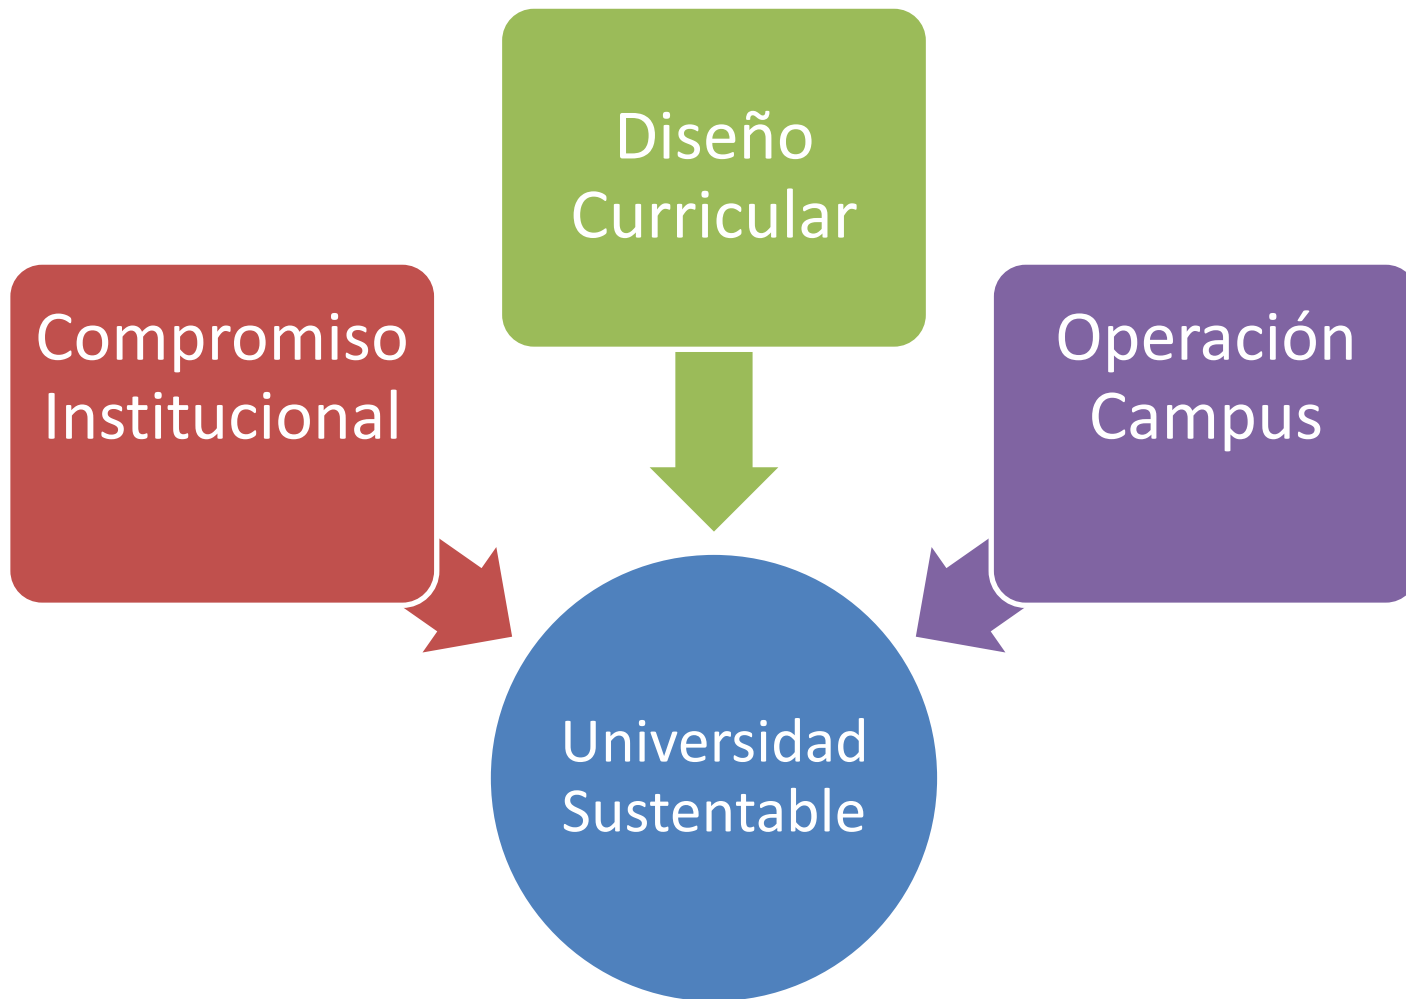 Diseño
Curricular
Compromiso
Institucional
Operación
Campus
Universidad
Sustentable